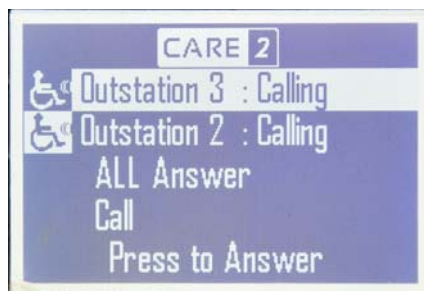 CARE 2
Outstation 3 : Calling
Outstation 2 : Calling
ALL Answer
Call
Press to Answer